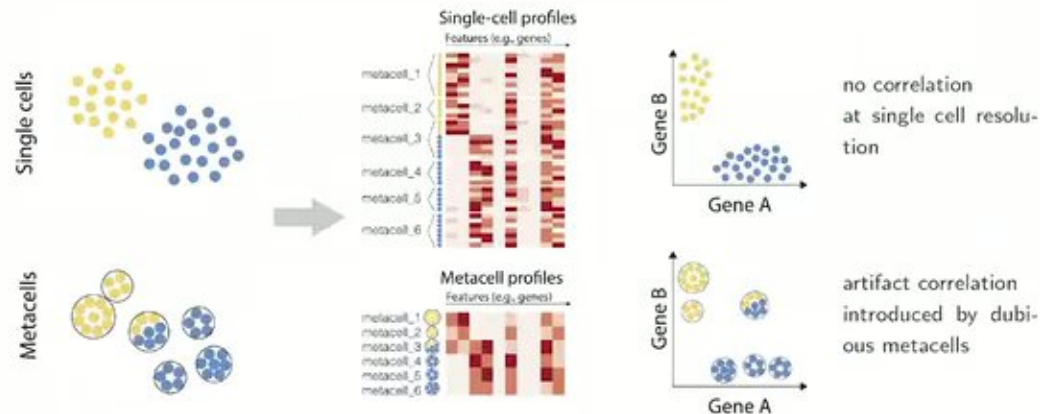 Single-cell profiles
Features (e.g., genes)
Single cells
metacell_1
metacell_2
metacell_3
metacell_4
metacell_5
metacell_6
Gene B
Gene A
no correlation
at single cell resolu-
tion
Metacell profiles
Features (e.g., genes)
Metacells
metacell_1
metacell_2
metacell_3
metacell_4
metacell_5
metacell_6
Gene B
Gene A
artifact correlation
introduced by dubi-
ous metacells